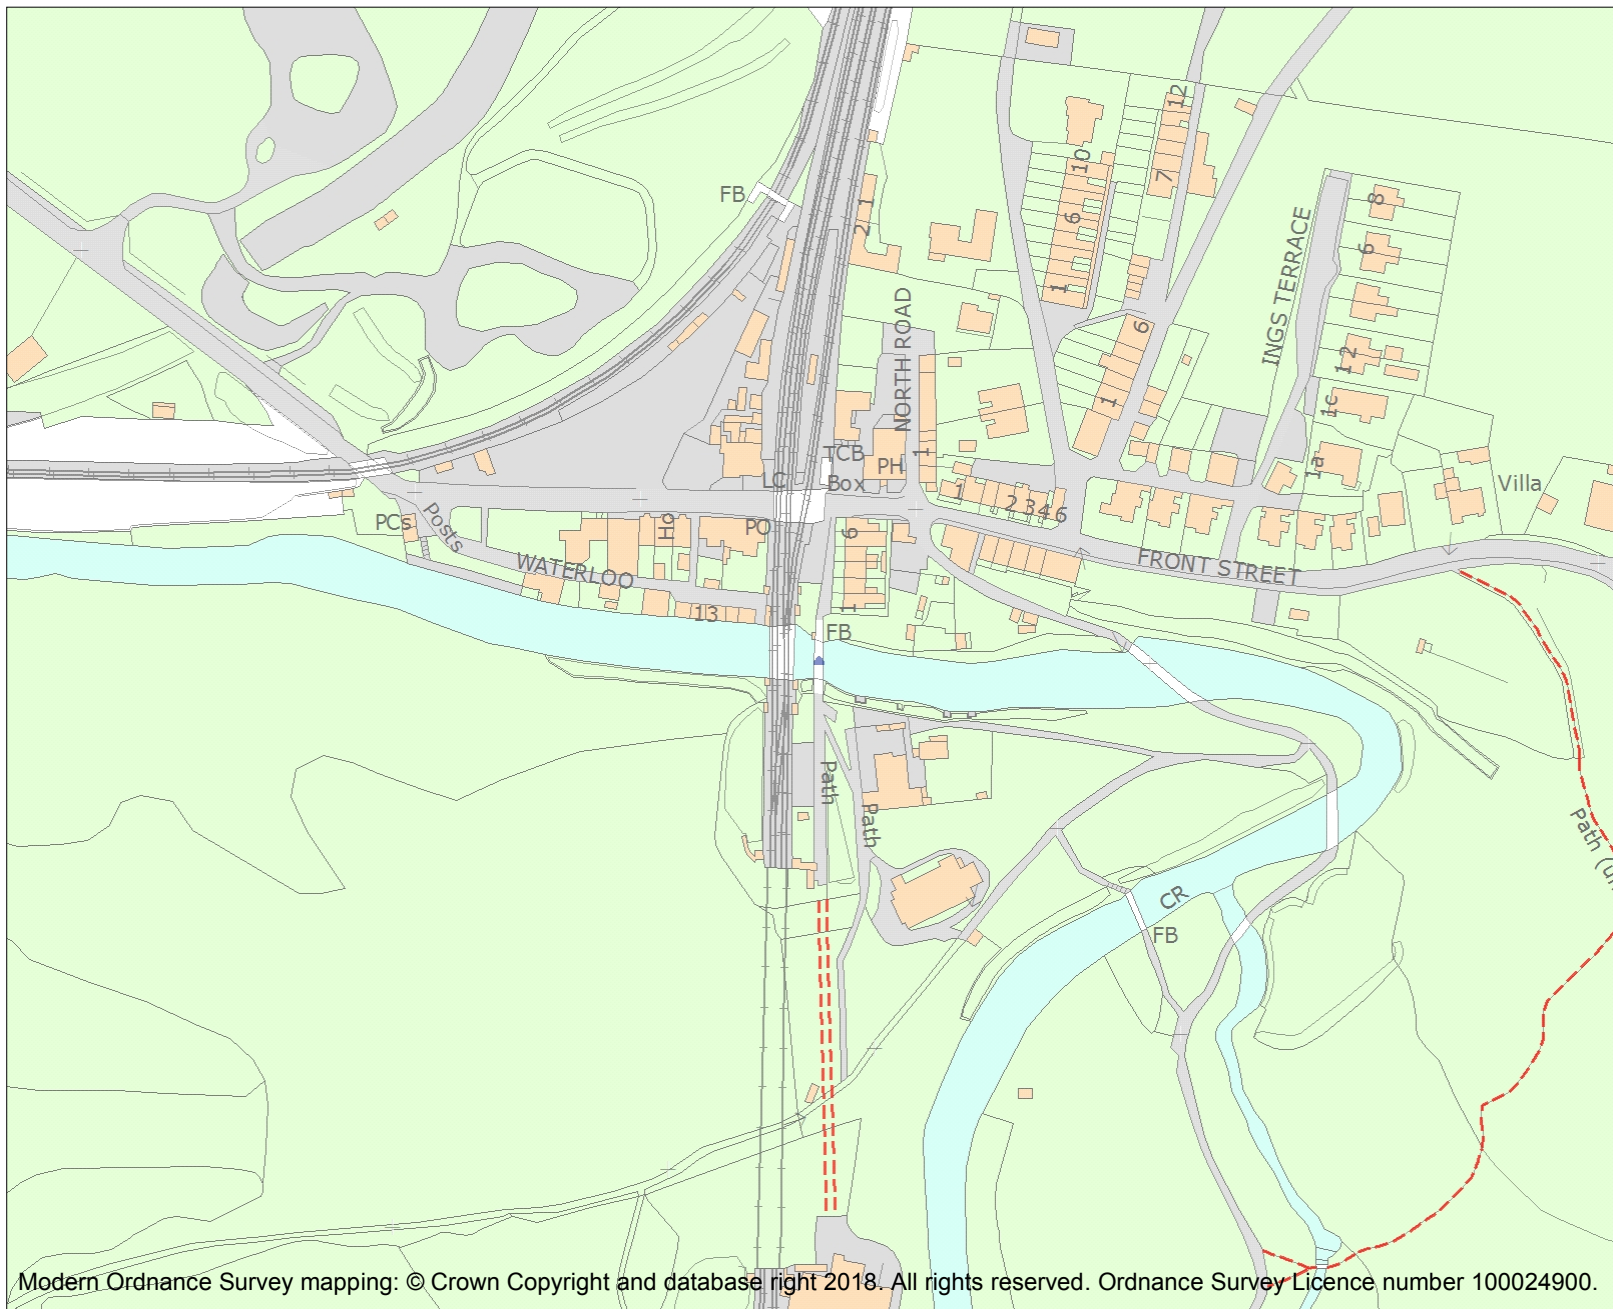 12
10
7
8
FB
1
2
6
6
INGS TERRACE
1
NORTH ROAD
6
12
1
1c
TCB
PH
1
1a
LC
Box
Villa
1
2 3 4 6
PCs
Posts
Ho
PO
6
FRONT STREET
WATERLOO
13
1
FB
Path
Path
Path (un
CR
FB
Modern Ordnance Survey mapping: © Crown Copyright and database right 2018. All rights reserved. Ordnance Survey Licence number 100024900.